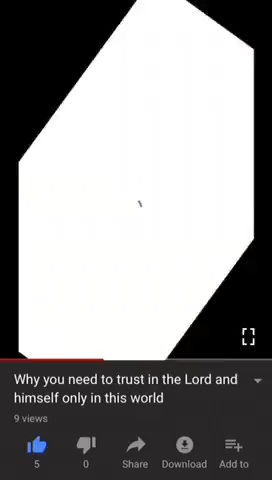 Why you need to trust in the Lord and
himself only in this world
9 views
5
0
Share
Download
Add to